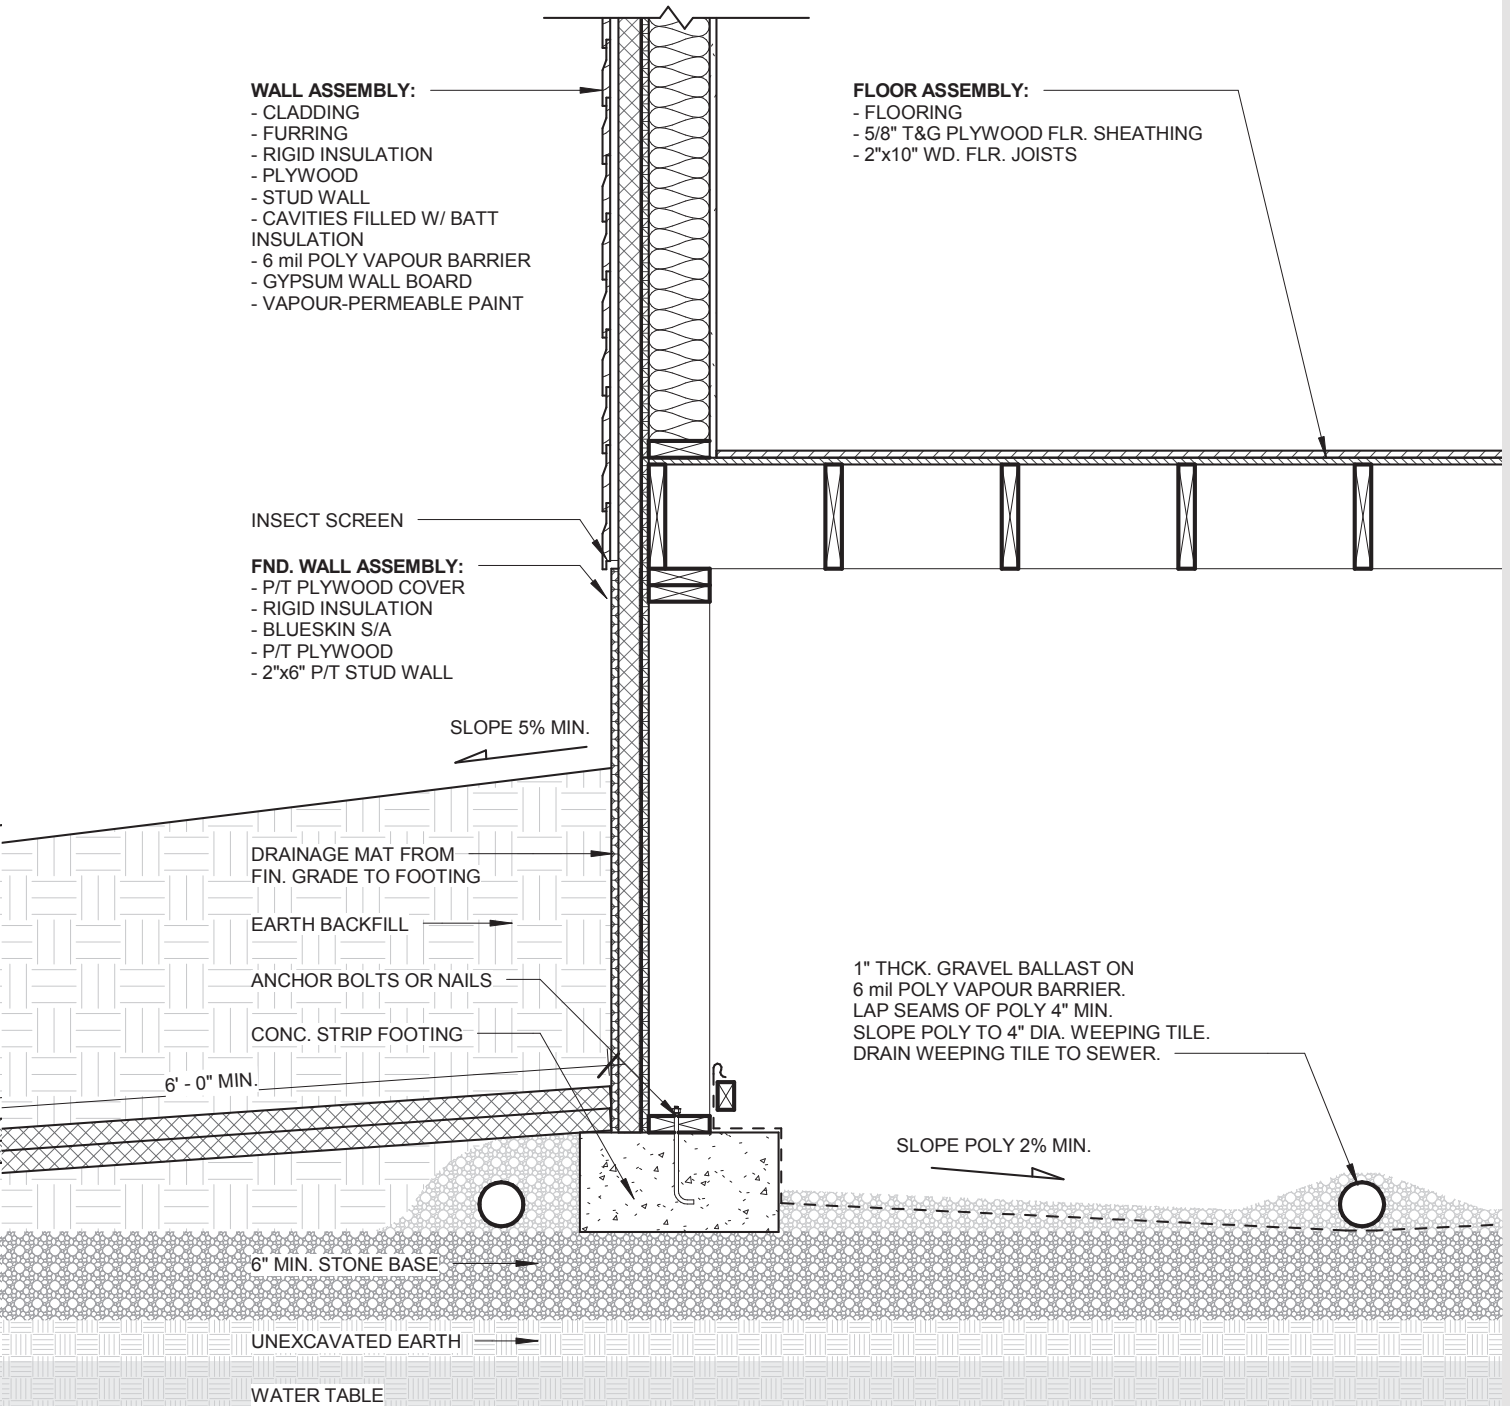 WALL ASSEMBLY:
- CLADDING
- FURRING
- RIGID INSULATION
- PLYWOOD
- STUD WALL
- CAVITIES FILLED W/ BATT
INSULATION
- 6 mil POLY VAPOUR BARRIER
- GYPSUM WALL BOARD
- VAPOUR-PERMEABLE PAINT
FLOOR ASSEMBLY:
- FLOORING
- 5/8" T&G PLYWOOD FLR. SHEATHING
- 2"x10" WD. FLR. JOISTS
INSECT SCREEN
FND. WALL ASSEMBLY:
- P/T PLYWOOD COVER
- RIGID INSULATION
- BLUESKIN S/A
- P/T PLYWOOD
- 2"x6" P/T STUD WALL
SLOPE 5% MIN.
DRAINAGE MAT FROM
FIN. GRADE TO FOOTING
EARTH BACKFILL
ANCHOR BOLTS OR NAILS
CONC. STRIP FOOTING
6' - 0" MIN.
1" THCK. GRAVEL BALLAST ON
6 mil POLY VAPOUR BARRIER.
LAP SEAMS OF POLY 4" MIN.
SLOPE POLY TO 4" DIA. WEEPING TILE.
DRAIN WEEPING TILE TO SEWER.
SLOPE POLY 2% MIN.
6" MIN. STONE BASE
UNEXCAVATED EARTH
WATER TABLE